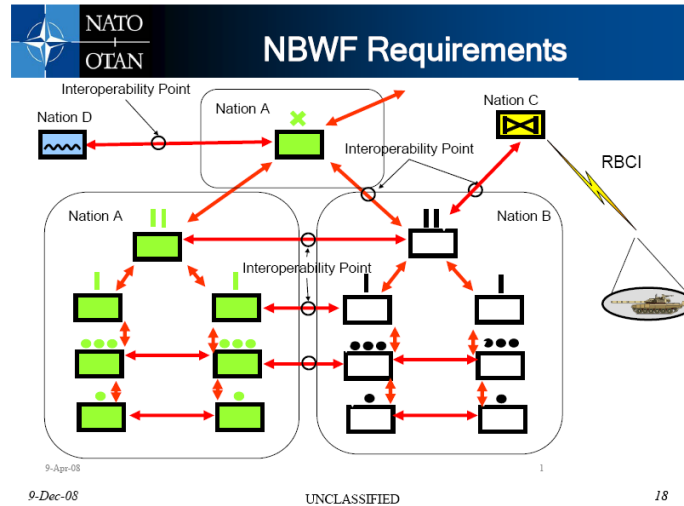 NATO
OTAN
NBWF Requirements
Interoperability Point
Nation D
Nation A
Nation C
Interoperability Point
RBCI
Nation A
Nation B
Interoperability Point
9-Apr-08
1
9-Dec-08
UNCLASSIFIED
18